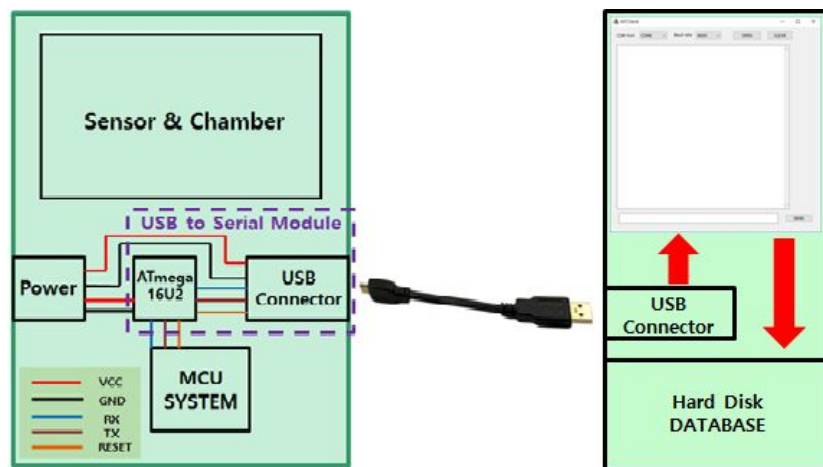 Sensor & Chamber
USB to Serial Module
Power
ATmega
16U2
USB
Connector
MCU
SYSTEM
VCC
GND
RX
TX
RESET
USB
Connector
Hard Disk
DATABASE